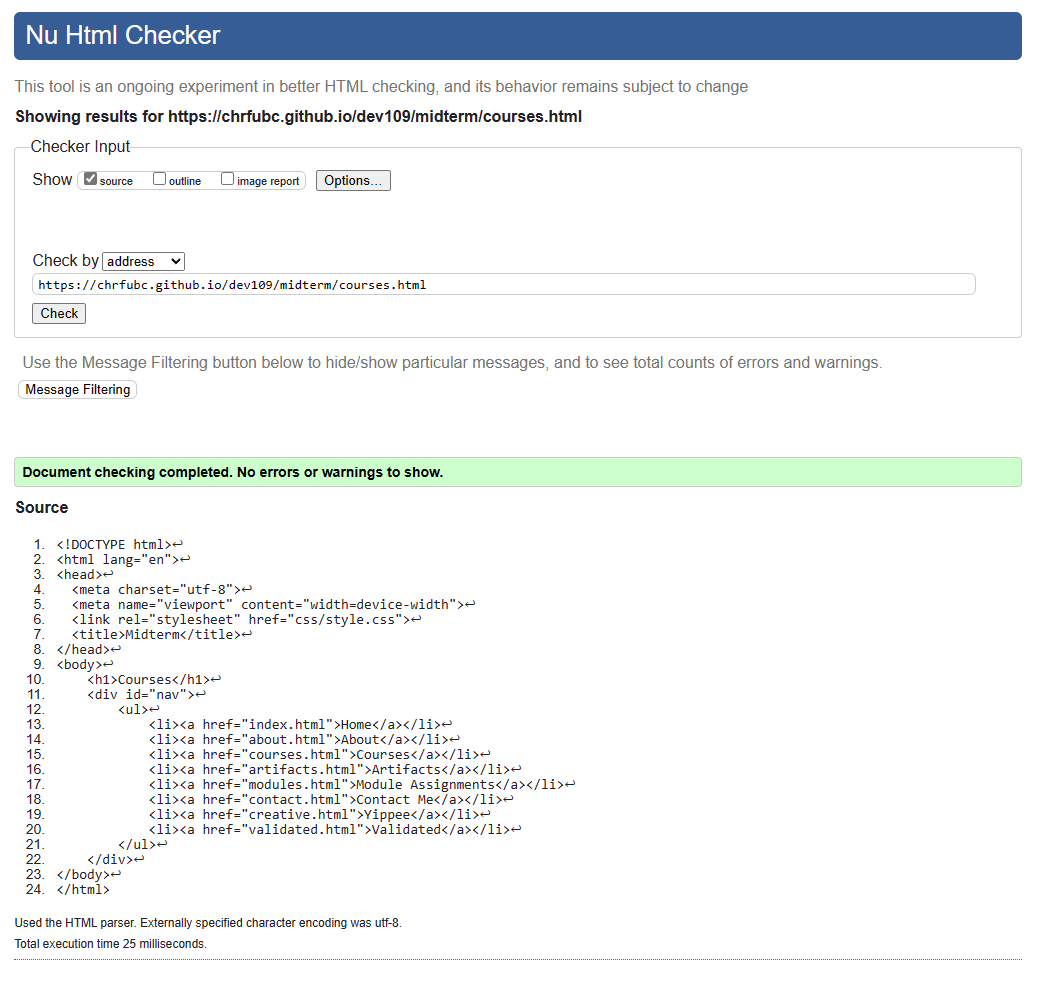 Nu Html Checker
This tool is an ongoing experiment in better HTML checking, and its behavior remains subject to change
Showing results for https://chrfubc.github.io/dev109/midterm/courses.html
Checker Input
Show source outline image report Options...
Check by address
https://chrfubc.github.io/dev109/midterm/courses.html
Check
Use the Message Filtering button below to hide/show particular messages, and to see total counts of errors and warnings.
Message Filtering
Document checking completed. No errors or warnings to show.
Source
1. <!DOCTYPE html>↩
2. <html lang="en">↩
3. <head>↩
4.   <meta charset="utf-8">↩
5.   <meta name="viewport" content="width=device-width">↩
6.   <link rel="stylesheet" href="css/style.css">↩
7.   <title>Midterm</title>↩
8. </head>↩
9. <body>↩
10.     <h1>Courses</h1>↩
11.     <div id="nav">↩
12.         <ul>↩
13.             <li><a href="index.html">Home</a></li>↩
14.             <li><a href="about.html">About</a></li>↩
15.             <li><a href="courses.html">Courses</a></li>↩
16.             <li><a href="artifacts.html">Artifacts</a></li>↩
17.             <li><a href="modules.html">Module Assignments</a></li>↩
18.             <li><a href="contact.html">Contact Me</a></li>↩
19.             <li><a href="creative.html">Yippee</a></li>↩
20.             <li><a href="validated.html">Validated</a></li>↩
21.         </ul>↩
22.     </div>↩
23. </body>↩
24. </html>
Used the HTML parser. Externally specified character encoding was utf-8.
Total execution time 25 milliseconds.